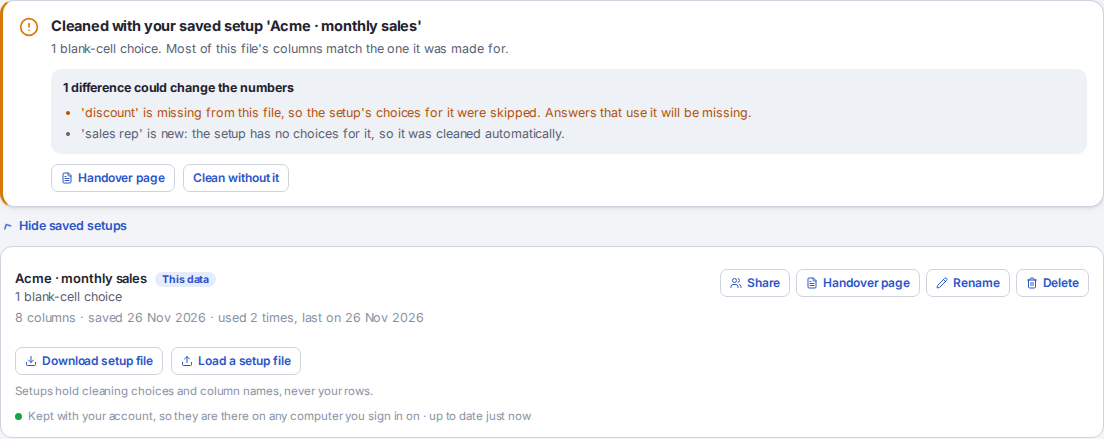 Cleaned with your saved setup 'Acme · monthly sales'
1 blank-cell choice. Most of this file's columns match the one it was made for.
1 difference could change the numbers
• 'discount' is missing from this file, so the setup's choices for it were skipped. Answers that use it will be missing.
• 'sales rep' is new: the setup has no choices for it, so it was cleaned automatically.
Handover page Clean without it
Hide saved setups
Acme · monthly sales This data
Share Handover page Rename Delete
1 blank-cell choice
8 columns · saved 26 Nov 2026 · used 2 times, last on 26 Nov 2026
Download setup file Load a setup file
Setups hold cleaning choices and column names, never your rows.
Kept with your account, so they are there on any computer you sign in on · up to date just now